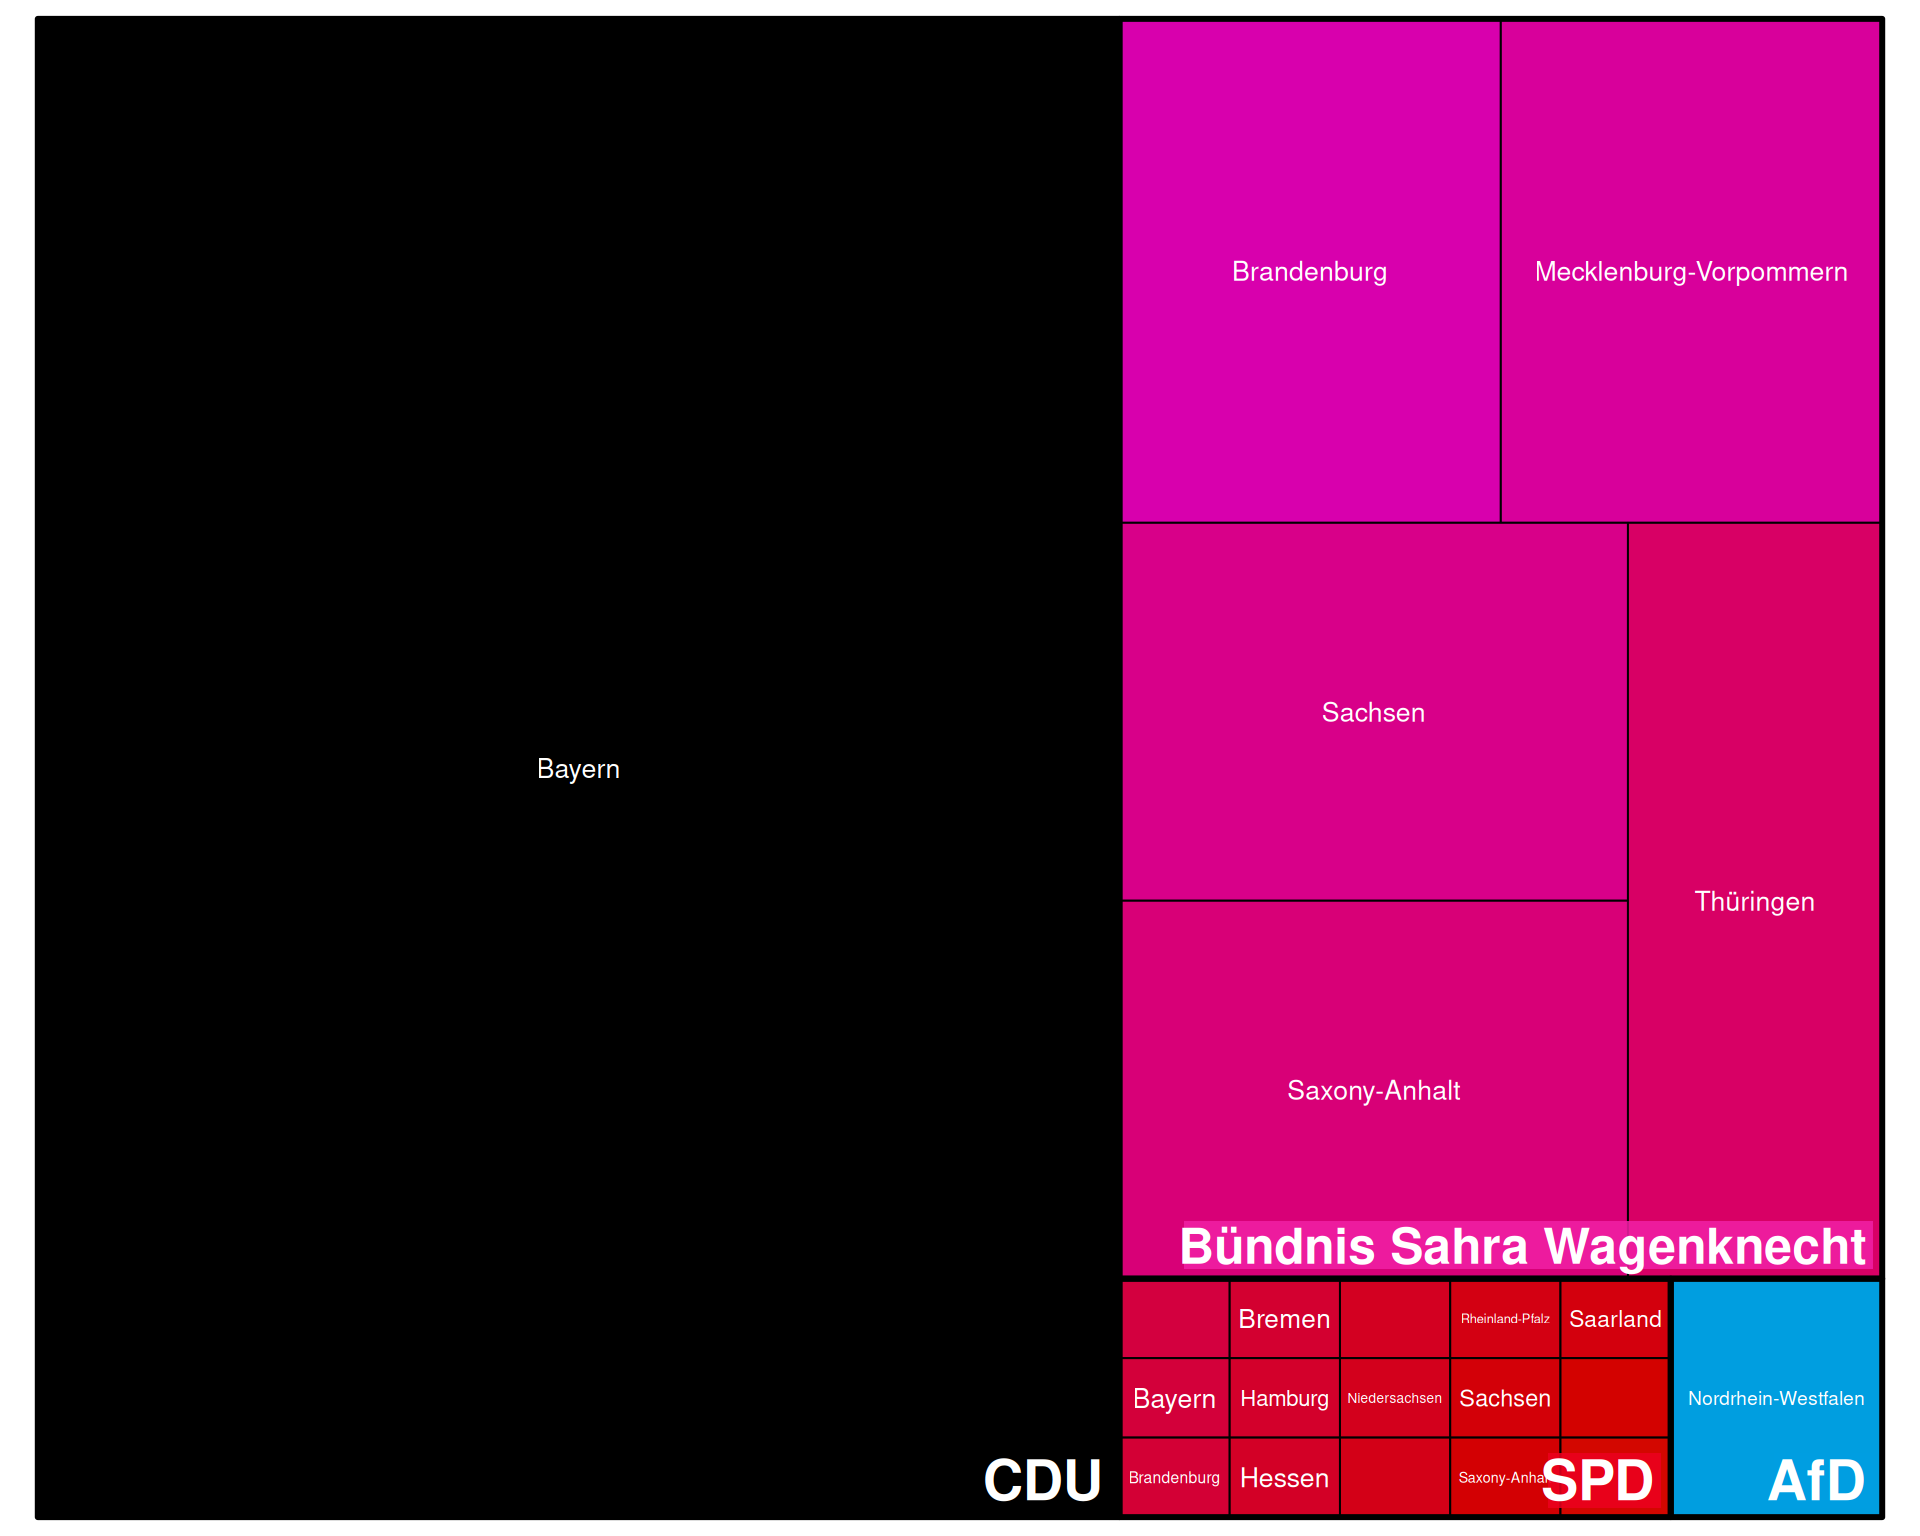 Bayern
CDU
Brandenburg
Mecklenburg-Vorpommern
Sachsen
Thüringen
Saxony-Anhalt
Bündnis Sahra Wagenknecht
Bremen
Rheinland-Pfalz
Saarland
Bayern
Hamburg
Niedersachsen
Sachsen
Brandenburg
Hessen
Saxony-Anhal
SPD
Nordrhein-Westfalen
AfD